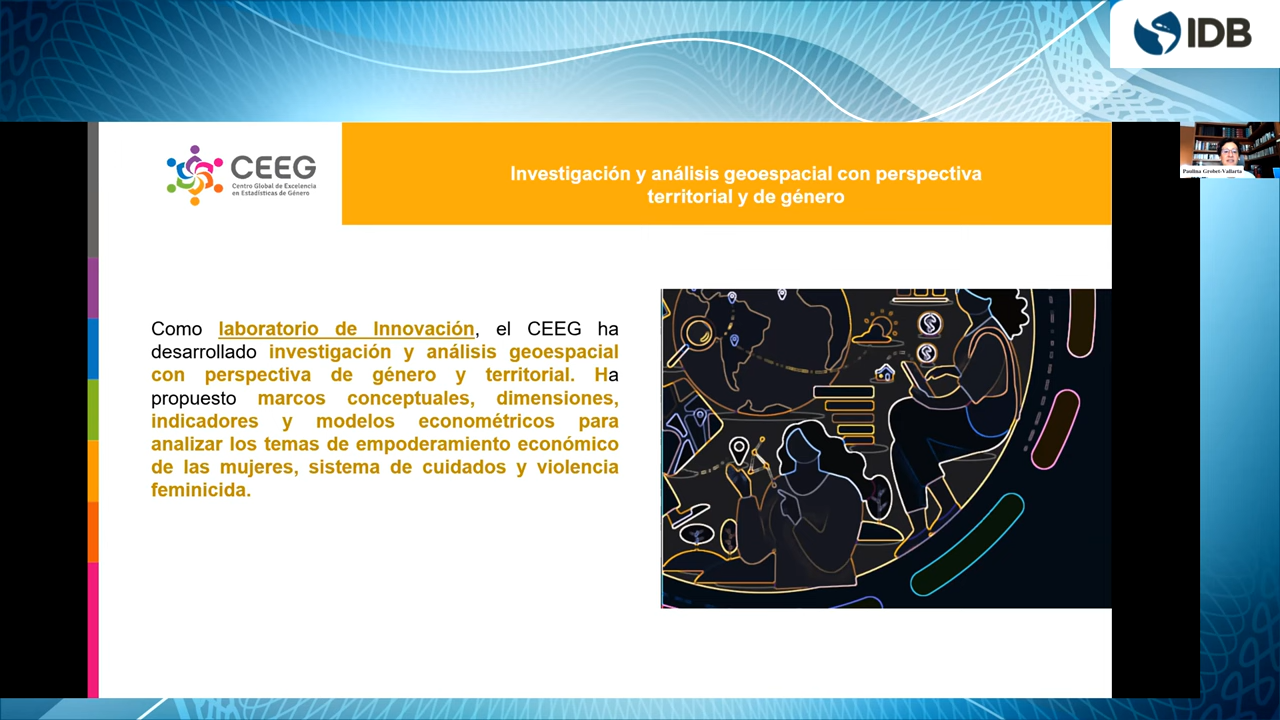 IDB
CEEG
Centro Global de Excelencia
en Estadísticas de Género
Investigación y análisis geoespacial con perspectiva
territorial y de género
Paulina Grobet-Vallarta
Como laboratorio de Innovación, el CEEG ha
desarrollado investigación y análisis geoespacial
con perspectiva de género y territorial. Ha
propuesto marcos conceptuales, dimensiones,
indicadores y modelos econométricos para
analizar los temas de empoderamiento económico
de las mujeres, sistema de cuidados y violencia
feminicida.